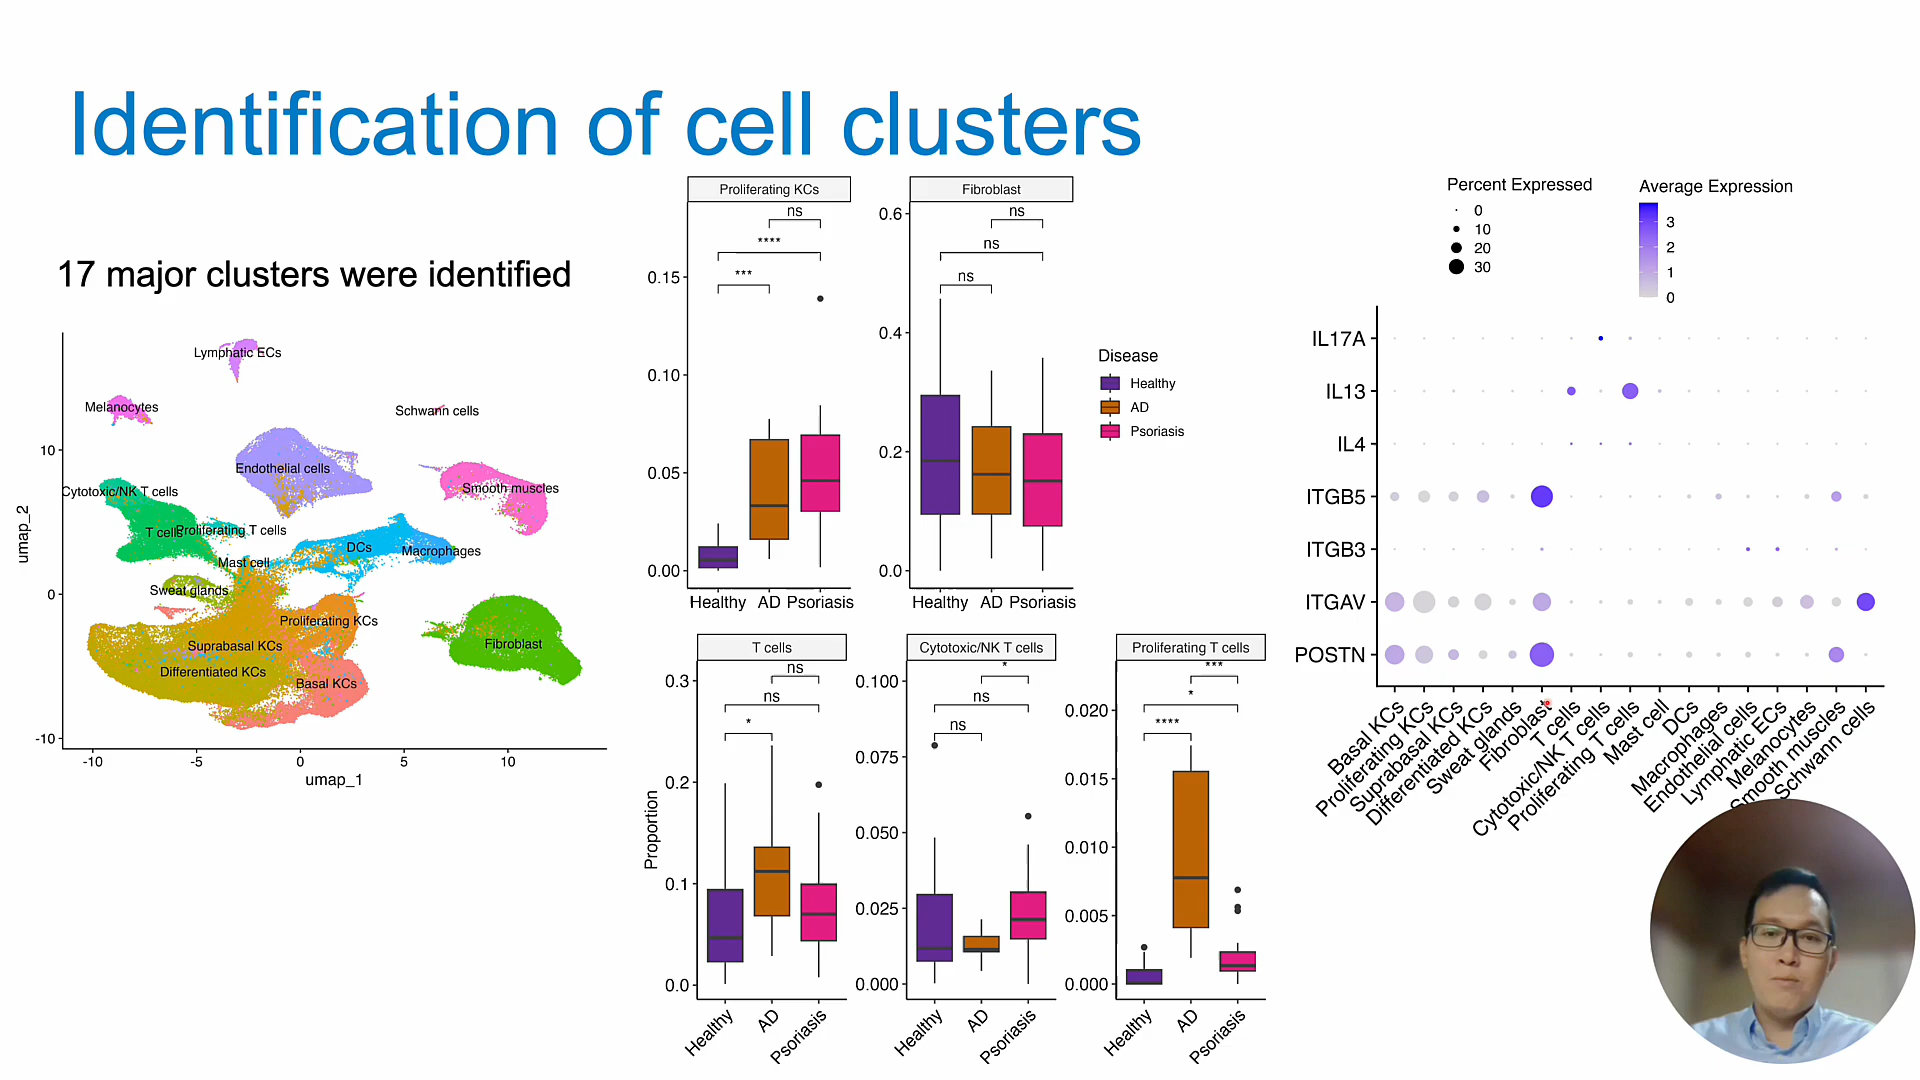 Identification of cell clusters
17 major clusters were identified
Lymphatic ECs
Melanocytes
Schwann cells
Endothelial cells
Smooth muscles
Cytotoxic/NK T cells
T cells
Proliferating T cells
DCs
Macrophages
Mast cell
Sweat glands
Proliferating KCs
Suprabasal KCs
Fibroblast
Differentiated KCs
Basal KCs
umap_2
10
0
-10
-10
-5
0
5
10
umap_1
Proliferating KCs
ns
****
***
0.15
0.10
0.05
0.00
Healthy
AD
Psoriasis
Fibroblast
ns
ns
ns
0.6
0.4
0.2
0.0
Healthy
AD
Psoriasis
Disease
Healthy
AD
Psoriasis
Proportion
T cells
ns
ns
*
0.3
0.2
0.1
0.0
Healthy
AD
Psoriasis
Cytotoxic/NK T cells
*
ns
ns
0.100
0.075
0.050
0.025
0.000
Healthy
AD
Psoriasis
Proliferating T cells
***
*
****
0.020
0.015
0.010
0.005
0.000
Healthy
AD
Psoriasis
Percent Expressed
0
10
20
30
Average Expression
3
2
1
0
IL17A
IL13
IL4
ITGB5
ITGB3
ITGAV
POSTN
Basal KCs
Proliferating KCs
Suprabasal KCs
Differentiated KCs
Sweat glands
Fibroblast
T cells
Cytotoxic/NK T cells
Proliferating T cells
Mast cell
DCs
Macrophages
Endothelial cells
Lymphatic ECs
Melanocytes
Smooth muscles
Schwann cells